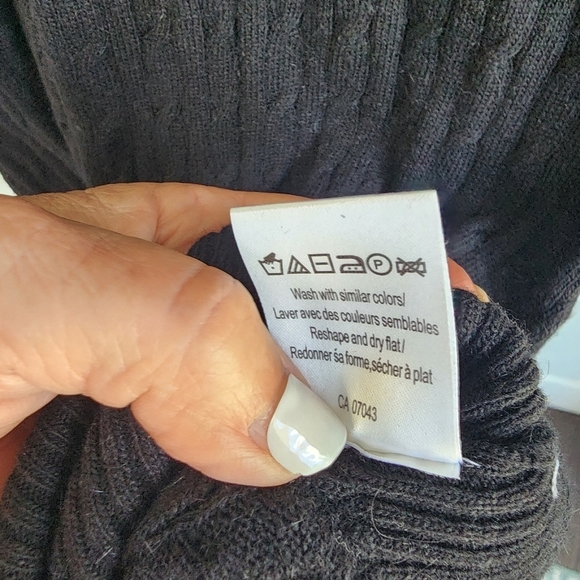 P
Wash with similar colors/
Laver avec des couleurs semblables
Reshape and dry flat/
Redonner śa forme,sécher à plat
CA 07043